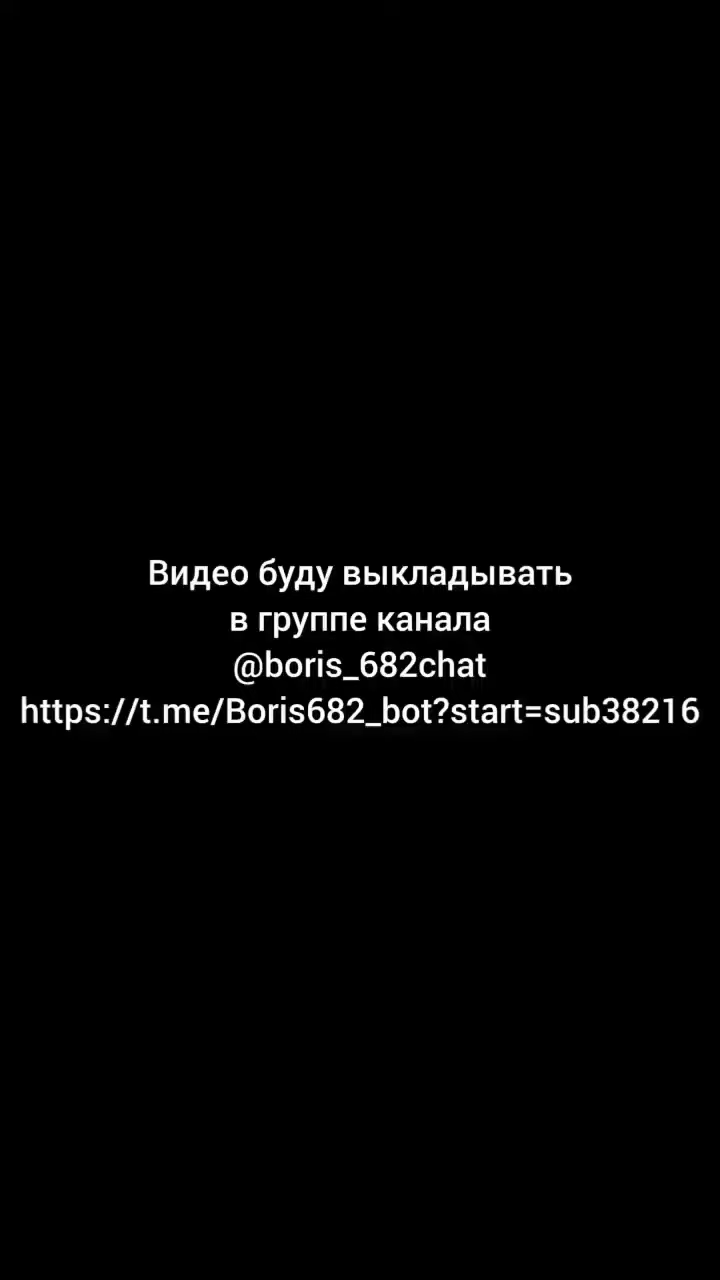 Видео буду выкладывать
в группе канала
@boris_682chat
https://t.me/Boris682_bot?start=sub38216